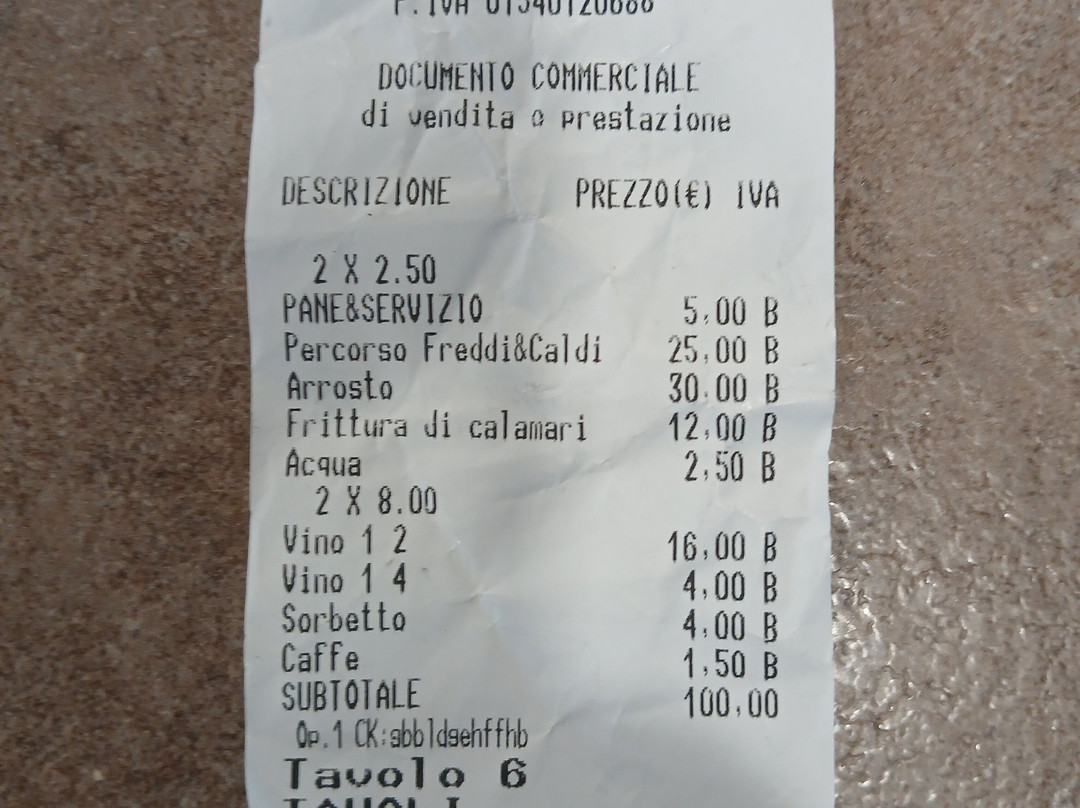 DOCUMENTO COMMERCIALE
di vendita o prestazione
DESCRIZIONE PREZZO(€) IVA
2 X 2.50
PANE&SERVIZIO 5,00 B
Percorso Freddi&Caldi 25,00 B
Arrosto 30,00 B
Frittura di calamari 12,00 B
Acqua 2,50 B
2 X 8.00
Vino 1 2 16,00 B
Vino 1 4 4,00 B
Sorbetto 4,00 B
Caffe 1,50 B
SUBTOTALE 100,00
Op.1
Tavolo 6